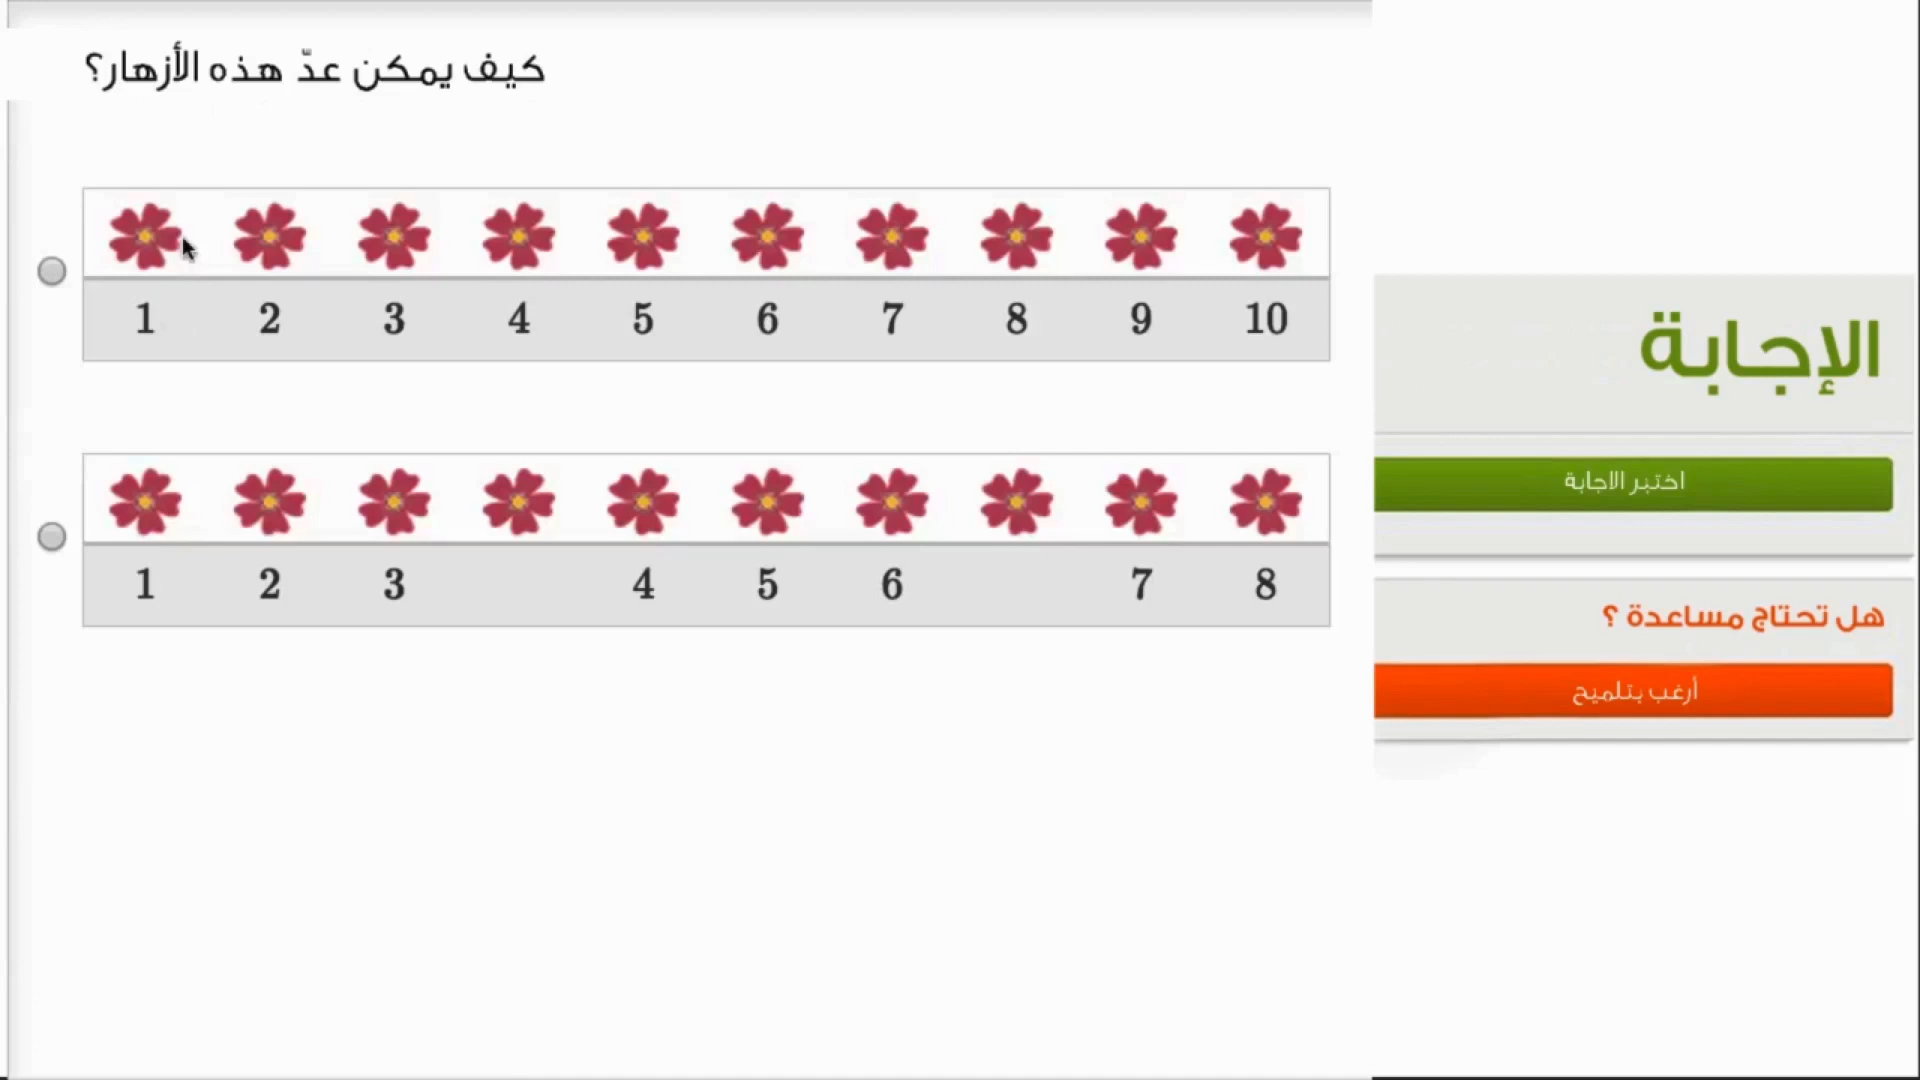 كيف يمكن عدّ هذه الأزهار؟
1 2 3 4 5 6 7 8 9 10
1 2 3 4 5 6 7 8
الإجابة
اختبر الاجابة
هل تحتاج مساعدة ؟
أرغب بتلميح